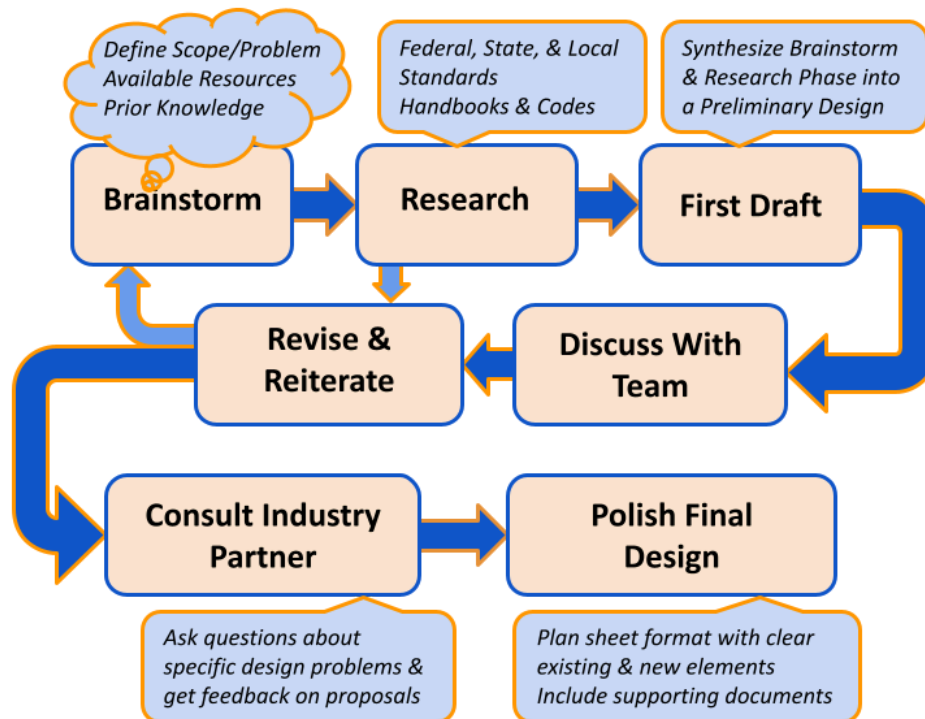 Define Scope/Problem
Available Resources
Prior Knowledge
Federal, State, & Local
Standards
Handbooks & Codes
Synthesize Brainstorm
& Research Phase into
a Preliminary Design
Brainstorm
Research
First Draft
Revise &
Reiterate
Discuss With
Team
Consult Industry
Partner
Polish Final
Design
Ask questions about
specific design problems &
get feedback on proposals
Plan sheet format with clear
existing & new elements
Include supporting documents